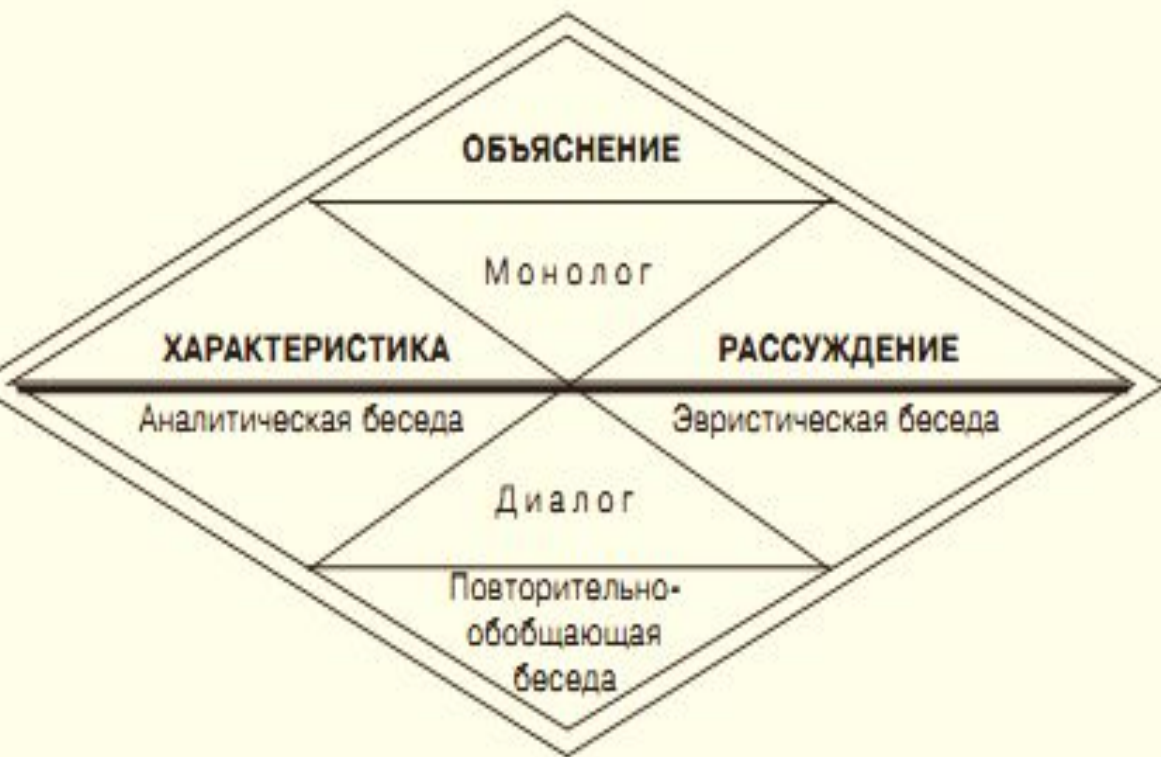 ОБЪЯСНЕНИЕ
Монолог
ХАРАКТЕРИСТИКА
РАССУЖДЕНИЕ
Аналитическая беседа
Эвристическая беседа
Диалог
Повторительно-
обобщающая
беседа